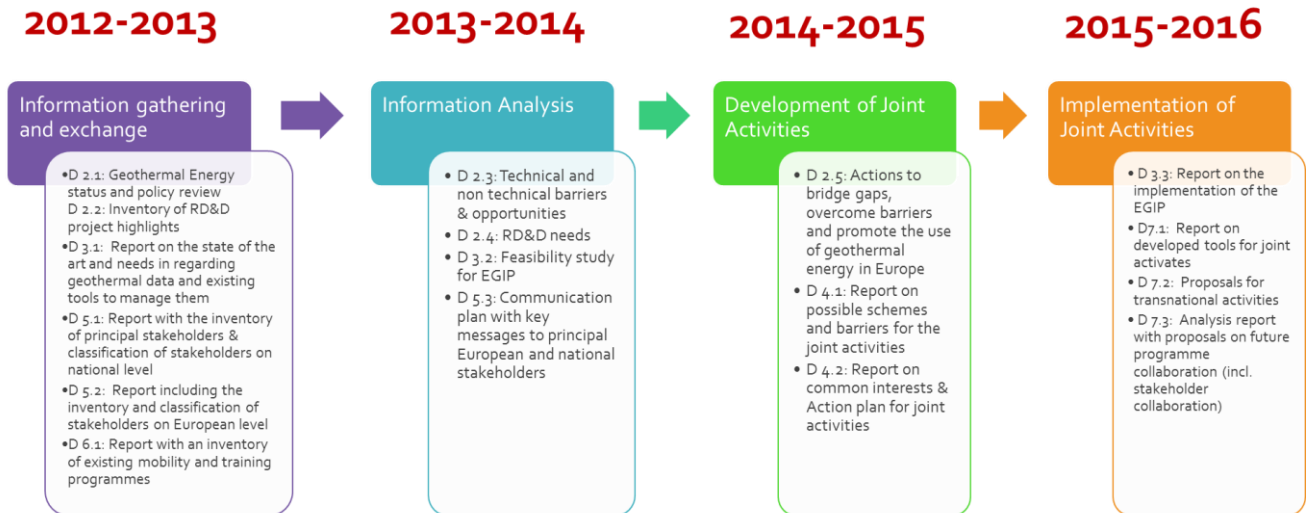 2012-2013
Information gathering
and exchange
•D 2.1: Geothermal Energy
status and policy review
D 2.2: Inventory of RD&D
project highlights
•D 3.1: Report on the state of the
art and needs in regarding
geothermal data and existing
tools to manage them
•D 5.1: Report with the inventory
of principal stakeholders &
classification of stakeholders on
national level
•D 5.2: Report including the
inventory and classification of
stakeholders on European level
•D 6.1: Report with an inventory
of existing mobility and training
programmes
2013-2014
Information Analysis
• D 2.3: Technical and
non technical barriers
& opportunities
• D 2.4: RD&D needs
• D 3.2: Feasibility study
for EGIP
• D 5.3: Communication
plan with key
messages to principal
European and national
stakeholders
2014-2015
Development of Joint
Activities
• D 2.5: Actions to
bridge gaps,
overcome barriers
and promote the use
of geothermal
energy in Europe
• D 4.1: Report on
possible schemes
and barriers for the
joint activities
• D 4.2: Report on
common interests &
Action plan for joint
activities
2015-2016
Implementation of
Joint Activities
• D 3.3: Report on the
implementation of the
EGIP
• D7.1: Report on
developed tools for joint
activates
• D 7.2: Proposals for
transnational activities
• D 7.3: Analysis report
with proposals on future
programme
collaboration (incl.
stakeholder
collaboration)